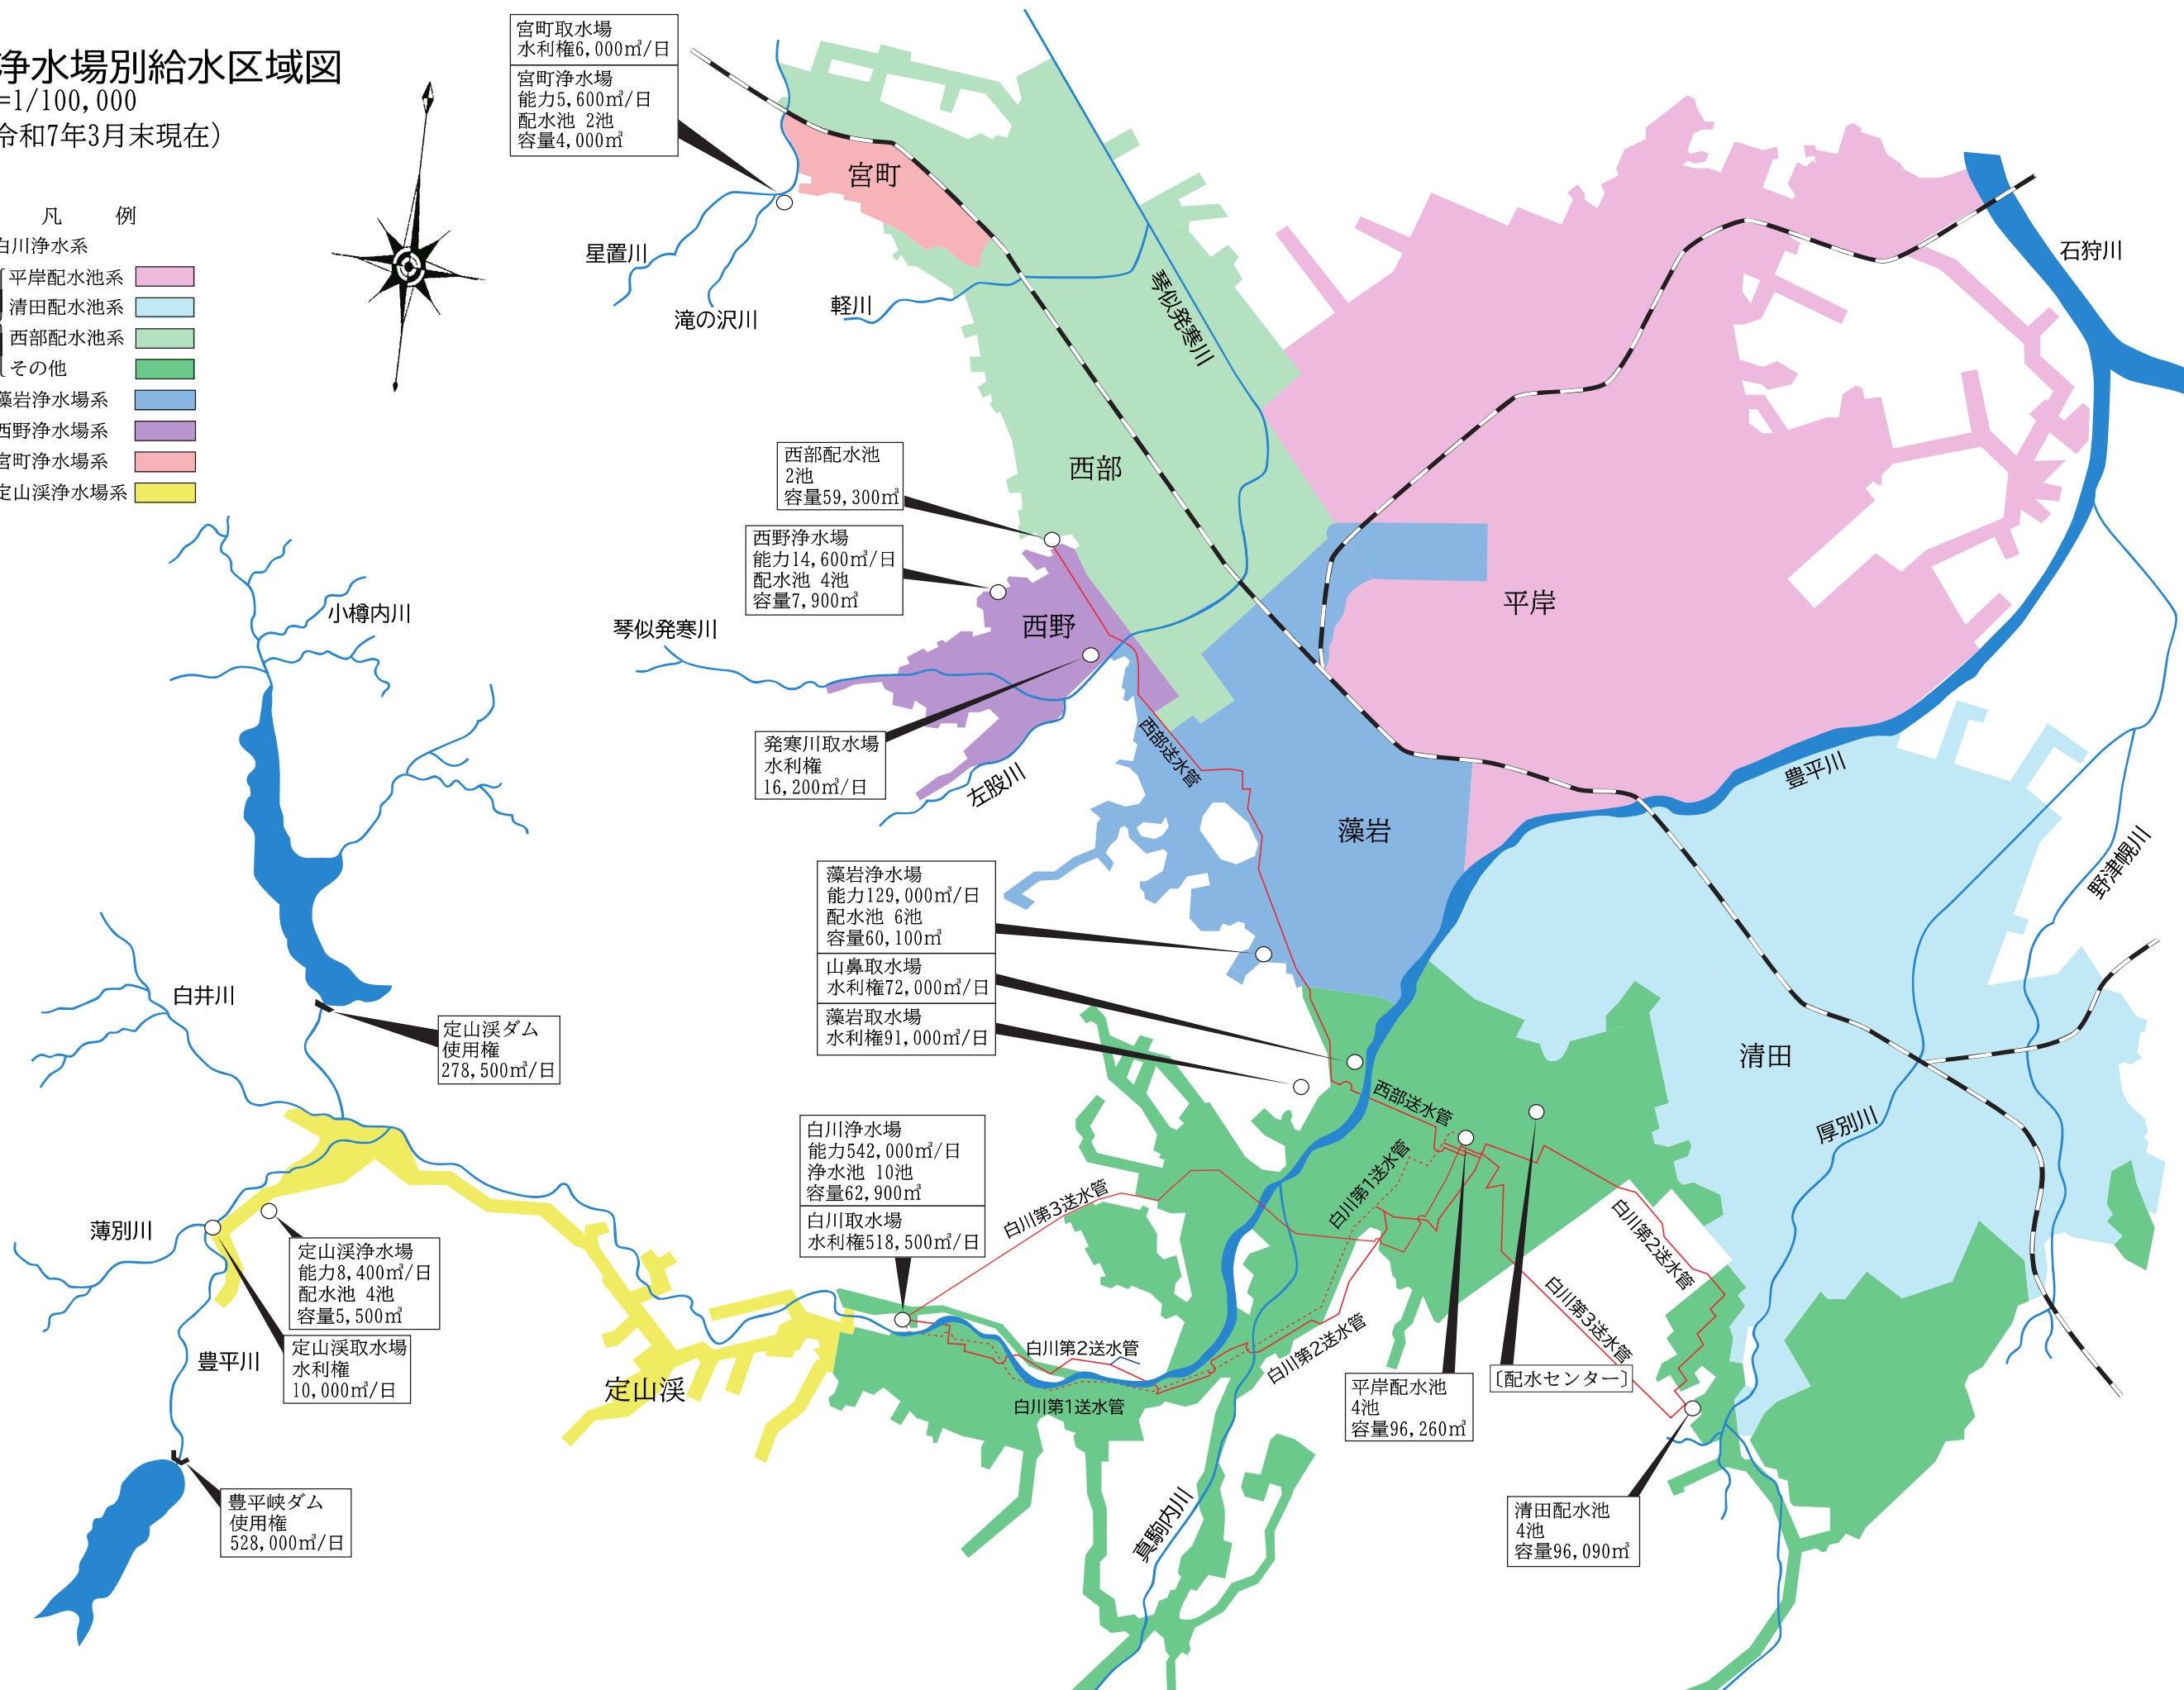 浄水場別給水区域図
=1/100,000
令和7年3月末現在）
凡 例
白川浄水系
平岸配水池系
清田配水池系
西部配水池系
その他
藻岩浄水場系
西野浄水場系
宮町浄水場系
定山渓浄水場系
宮町取水場
水利権6,000㎥/日
宮町浄水場
能力5,600㎥/日
配水池 2池
容量4,000㎥
宮町
星置川
滝の沢川
軽川
琴似発寒川
石狩川
西部配水池
2池
容量59,300㎥
西部
西野浄水場
能力14,600㎥/日
配水池 4池
容量7,900㎥
小樽内川
琴似発寒川
西野
平岸
発寒川取水場
水利権
16,200㎥/日
左股川
西部送水管
豊平川
藻岩
野津幌川
藻岩浄水場
能力129,000㎥/日
配水池 6池
容量60,100㎥
山鼻取水場
水利権72,000㎥/日
藻岩取水場
水利権91,000㎥/日
白井川
定山渓ダム
使用権
278,500㎥/日
清田
西部送水管
厚別川
白川浄水場
能力542,000㎥/日
浄水池 10池
容量62,900㎥
白川取水場
水利権518,500㎥/日
白川第3送水管
白川第1送水管
白川第2送水管
薄別川
定山渓浄水場
能力8,400㎥/日
配水池 4池
容量5,500㎥
定山渓取水場
水利権
10,000㎥/日
豊平川
定山渓
白川第2送水管
白川第1送水管
白川第2送水管
白川第3送水管
平岸配水池
4池
容量96,260㎥
〔配水センター〕
豊平峡ダム
使用権
528,000㎥/日
真駒内川
清田配水池
4池
容量96,090㎥